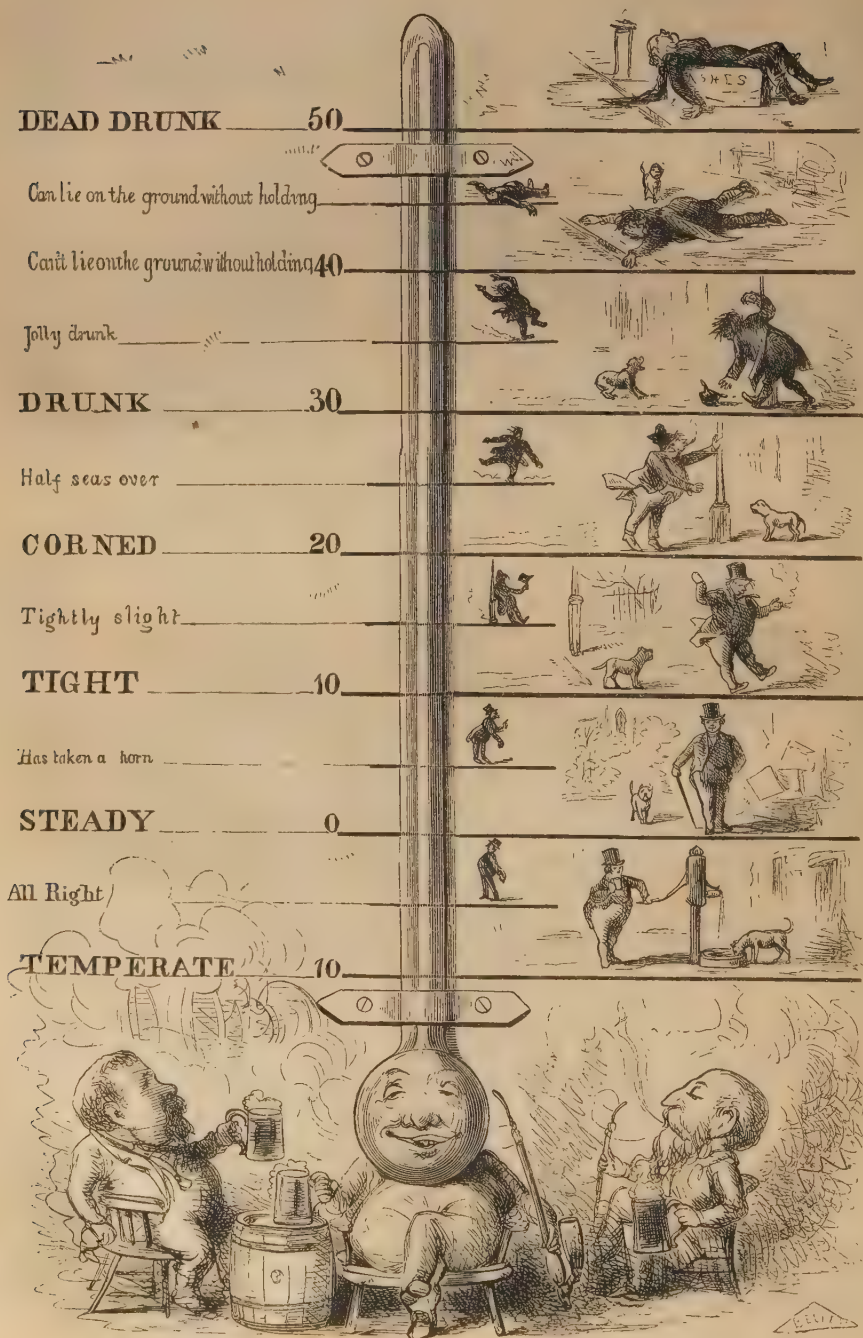 SHES
DEAD DRUNK 50
Can lie on the ground without holding
Can't lie on the ground without holding 40
Jolly drunk
DRUNK 30
Half seas over
CORNED 20
Tightly slight
TIGHT 10
Has taken a horn
STEADY 0
All Right
TEMPERATE 10